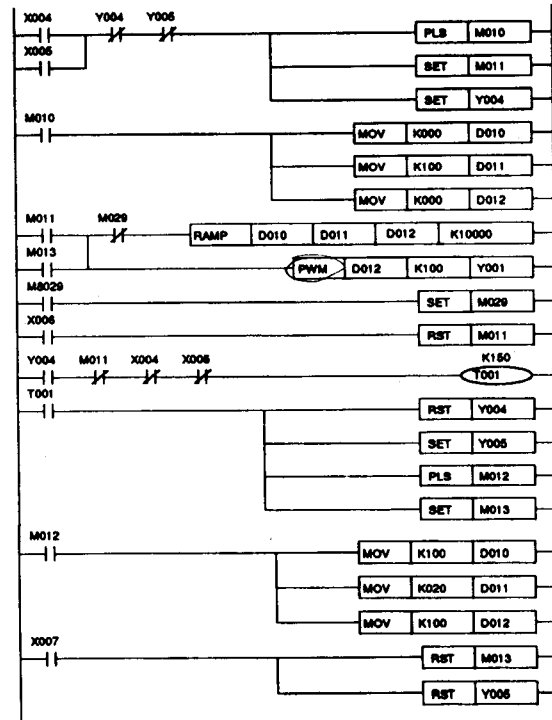 X004 Y004 Y005
PLS M010
X005
SET M011
SET Y004
M010
MOV K000 D010
MOV K100 D011
MOV K000 D012
M011 M029
RAMP D010 D011 D012 K10000
M013
PWM D012 K100 Y001
M8029
SET M029
X006
RST M011
Y004 M011 X004 X005
K150
T001
T001
RST Y004
SET Y005
PLS M012
SET M013
M012
MOV K100 D010
MOV K020 D011
MOV K100 D012
X007
RST M013
RST Y005